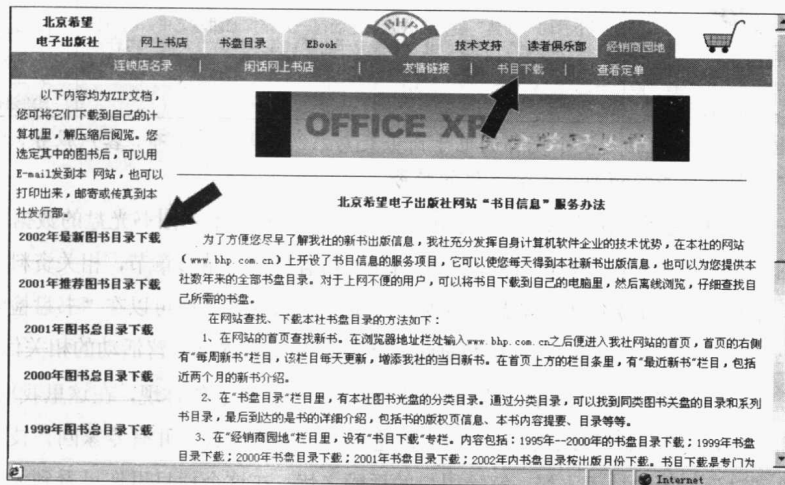 北京希望
电子出版社
网上书店 书盘目录 EBook BHP 技术支持 读者俱乐部 经销商园地
连锁店名录 | 闲话网上书店 | 友情链接 | 书目下载 | 查看定单
OFFICE XP
以下内容均为ZIP文档，
您可将它们下载到自己的计
算机里，解压缩后阅览。您
选定其中的图书后，可以用
E-mail发到本 网站，也可以
打印出来，邮寄或传真到本
社发行部。
2002年最新图书目录下载
2001年推荐图书目录下载
2001年图书总目录下载
2000年图书总目录下载
1999年图书总目录下载
北京希望电子出版社网站“书目信息”服务办法
为了方便您尽早了解我社的新书出版信息，我社充分发挥自身计算机软件企业的技术优势，在本社的网站
（www.bhp.com.cn）上开设了书目信息的服务项目，它可以使您每天得到本社新书出版信息，也可以为您提供本
社数年来的全部书盘目录。对于上网不便的用户，可以将书目下载到自己的电脑里，然后离线浏览，仔细查找自
己所需的书盘。
在网站查找、下载本社书盘目录的方法如下：
1、在网站的首页查找新书。在浏览器地址栏处输入www.bhp.com.cn之后便进入我社网站的首页，首页的右侧
有“每周新书”栏目，该栏目每天更新，增添我社的当日新书。在首页上方的栏目条里，有“最近新书”栏目，包括
近两个月的新书介绍。
2、在“书盘目录”栏目里，有本社图书光盘的分类目录。通过分类目录，可以找到同类图书关盘的目录和系列
书目录，最后到达的是书的详细介绍，包括书的版权页信息、本书内容提要、目录等等。
3、在“经销商园地”栏目里，设有“书目下载”专栏。内容包括：1995年--2000年的书盘目录下载；1999年书盘
目录下载；2000年书盘目录下载；2001年书盘目录下载；2002年内书盘目录按出版月份下载。书目下载是专门为
Internet